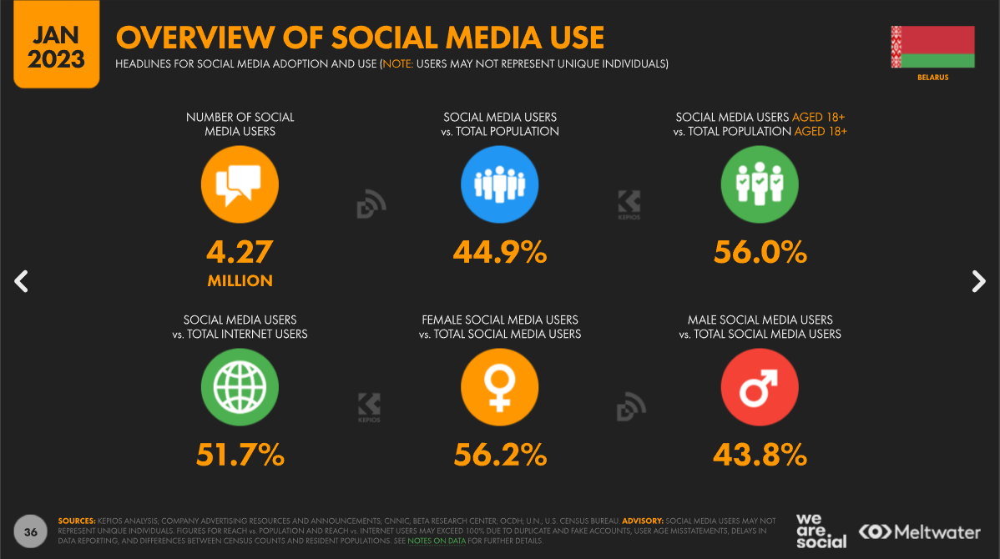 JAN
2023
OVERVIEW OF SOCIAL MEDIA USE
HEADLINES FOR SOCIAL MEDIA ADOPTION AND USE (NOTE: USERS MAY NOT REPRESENT UNIQUE INDIVIDUALS)
BELARUS
NUMBER OF SOCIAL
MEDIA USERS
4.27
MILLION
SOCIAL MEDIA USERS
vs. TOTAL POPULATION
44.9%
KEPIOS
SOCIAL MEDIA USERS AGED 18+
vs. TOTAL POPULATION AGED 18+
56.0%
SOCIAL MEDIA USERS
vs. TOTAL INTERNET USERS
51.7%
KEPIOS
FEMALE SOCIAL MEDIA USERS
vs. TOTAL SOCIAL MEDIA USERS
56.2%
MALE SOCIAL MEDIA USERS
vs. TOTAL SOCIAL MEDIA USERS
43.8%
36
SOURCES: KEPIOS ANALYSIS, COMPANY ADVERTISING RESOURCES AND ANNOUNCEMENTS; CNNIC; BETA RESEARCH CENTER; OCDH; U.N.; U.S. CENSUS BUREAU. ADVISORY: SOCIAL MEDIA USERS MAY NOT
REPRESENT UNIQUE INDIVIDUALS. FIGURES FOR REACH vs. POPULATION AND REACH vs. INTERNET USERS MAY EXCEED 100% DUE TO DUPLICATE AND FAKE ACCOUNTS, USER AGE MISSTATEMENTS, DELAYS IN
DATA REPORTING, AND DIFFERENCES BETWEEN CENSUS COUNTS AND RESIDENT POPULATIONS. SEE NOTES ON DATA FOR FURTHER DETAILS.
we
are
social
Meltwater